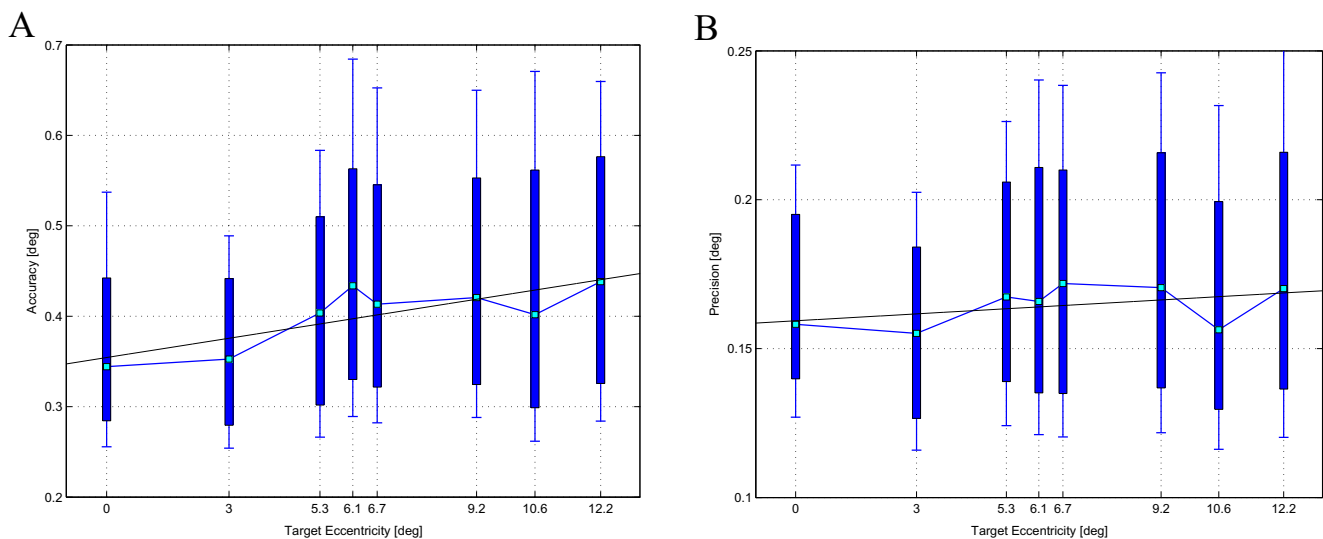 A
0.7
0.6
0.5
0.4
0.3
0.2
Accuracy [deg]
0 3 5.3 6.1 6.7 9.2 10.6 12.2
Target Eccentricity [deg]
B
0.25
0.2
0.15
0.1
Precision [deg]
0 3 5.3 6.1 6.7 9.2 10.6 12.2
Target Eccentricity [deg]